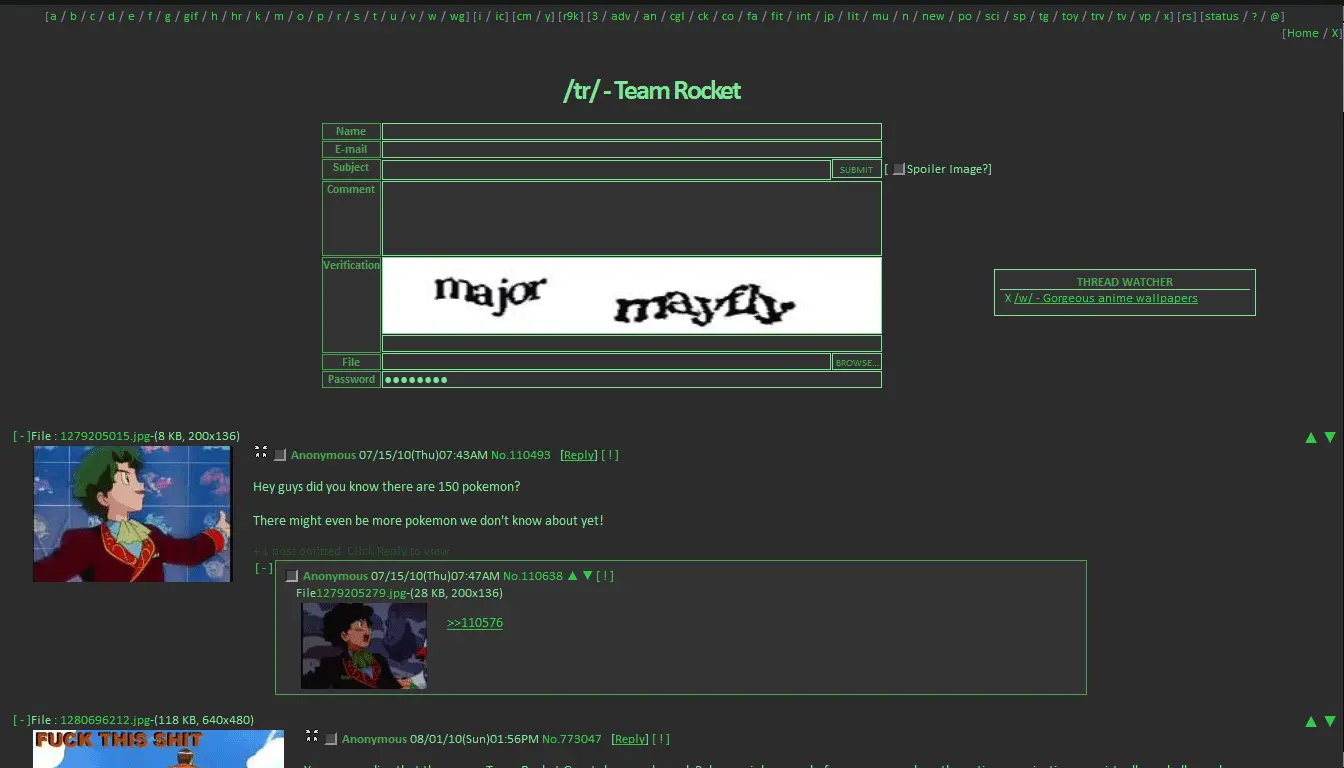 [a / b / c / d / e / f / g / gif / h / hr / k / m / o / p / r / s / t / u / v / w / wg] [i / ic] [cm / y] [r9k] [3 / adv / an / cgl / ck / co / fa / fit / int / jp / lit / mu / n / new / po / sci / sp / tg / toy / trv / tv / vp / x] [rs] [status / ? / @]
[Home / X]
/tr/ - Team Rocket
Name
E-mail
Subject SUBMIT [ Spoiler Image?]
Comment
Verification
major mayfly
THREAD WATCHER
X /w/ - Gorgeous anime wallpapers
File BROWSE...
Password ●●●●●●●●
[ - ]File : 1279205015.jpg-(8 KB, 200x136) ▲ ▼
Anonymous 07/15/10(Thu)07:43AM No.110493 [Reply] [ ! ]
Hey guys did you know there are 150 pokemon?
There might even be more pokemon we don't know about yet!
+ 1 post omitted. Click Reply to view.
[ - ]
Anonymous 07/15/10(Thu)07:47AM No.110638 ▲ ▼ [ ! ]
File1279205279.jpg-(28 KB, 200x136)
>>110576
[ - ]File : 1280696212.jpg-(118 KB, 640x480) ▲ ▼
FUCK THIS SHIT
Anonymous 08/01/10(Sun)01:56PM No.773047 [Reply] [ ! ]